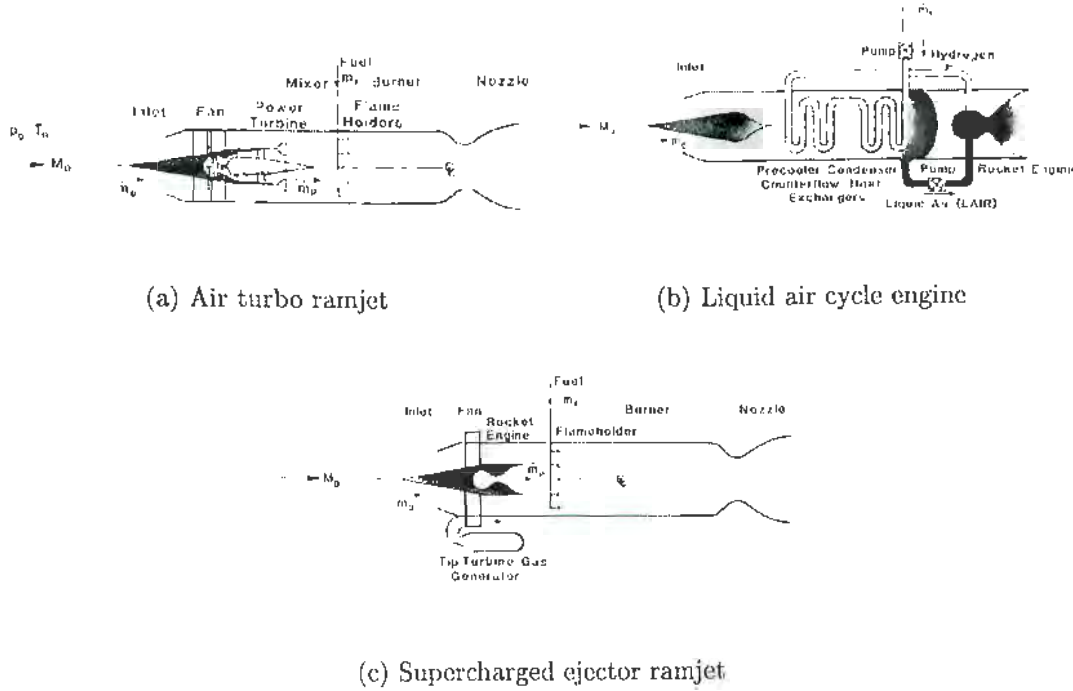 Fuel
Mixer
Burner
Nozzle
Inlet
Fan
Power
Turbine
Flame
Holders
M₀
(a) Air turbo ramjet
Pump
Hydrogen
Inlet
Precooler Condenser
Counterflow Heat
Exchangers
Pump
Rocket Engine
Liquid Air (LAIR)
(b) Liquid air cycle engine
Fuel
Inlet
Fan
Rocket
Engine
Burner
Nozzle
Flameholder
M₀
Tip Turbine Gas
Generator
(c) Supercharged ejector ramjet